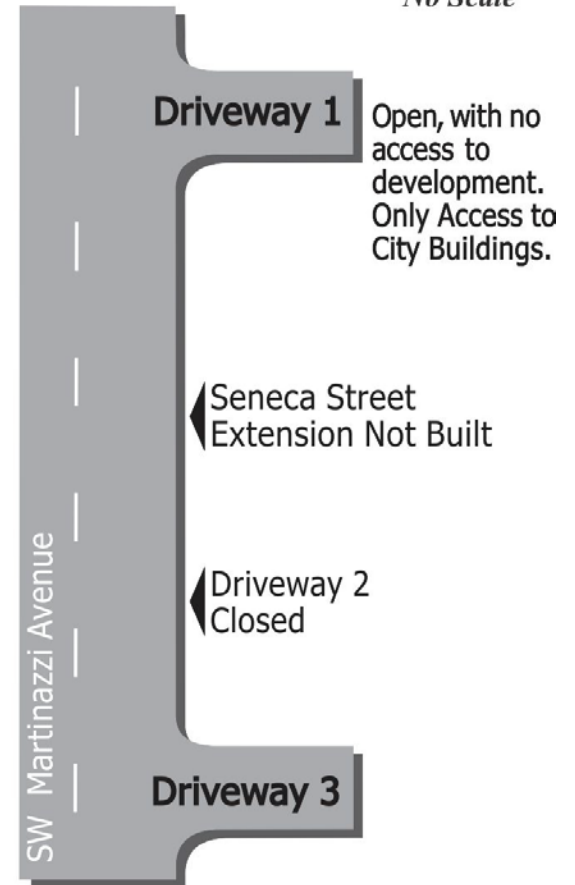 No Scale
Driveway 1
Open, with no
access to
development.
Only Access to
City Buildings.
Seneca Street
Extension Not Built
Driveway 2
Closed
SW Martinazzi Avenue
Driveway 3